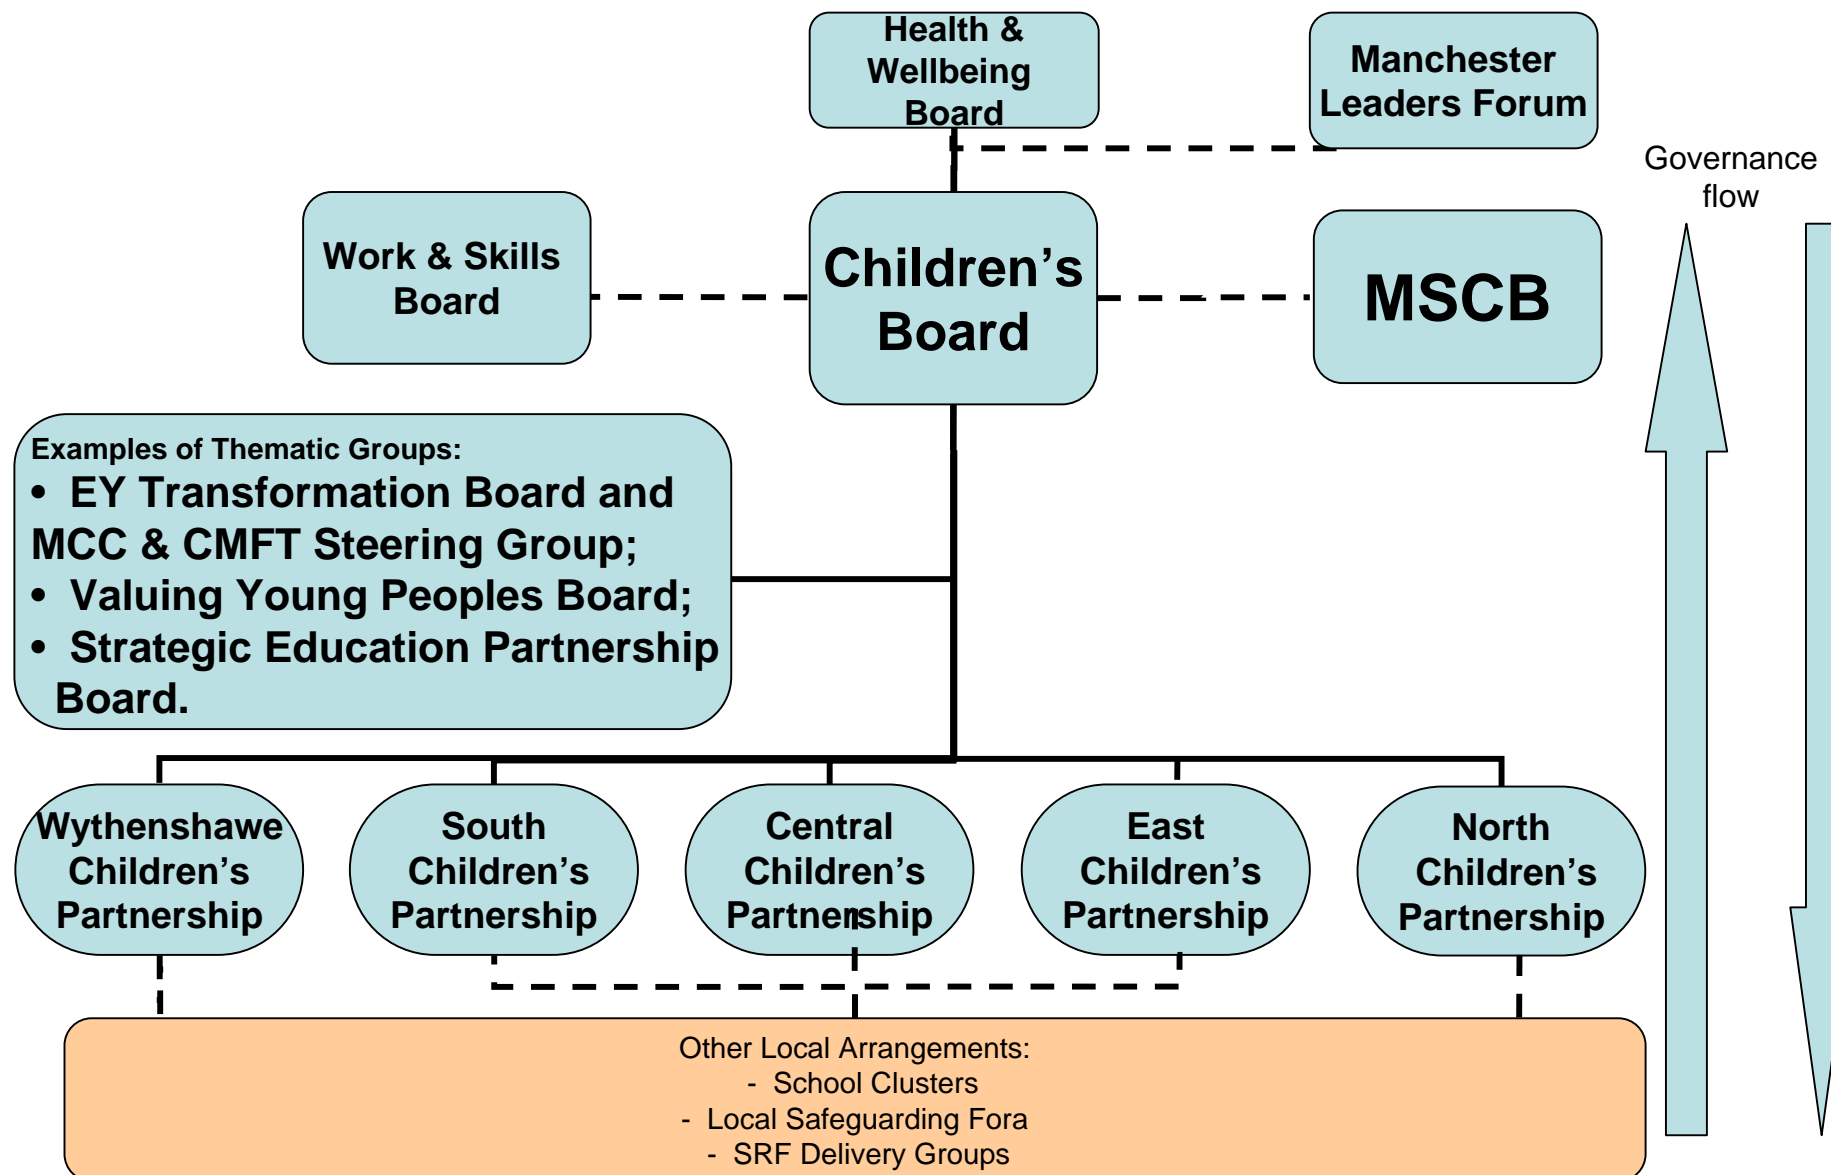 Health &
Wellbeing
Board
Manchester
Leaders Forum
Governance
flow
Work & Skills
Board
Children’s
Board
MSCB
Examples of Thematic Groups:
• EY Transformation Board and
MCC & CMFT Steering Group;
• Valuing Young Peoples Board;
• Strategic Education Partnership
Board.
Wythenshawe
Children’s
Partnership
South
Children’s
Partnership
Central
Children’s
Partnership
East
Children’s
Partnership
North
Children’s
Partnership
Other Local Arrangements:
- School Clusters
- Local Safeguarding Fora
- SRF Delivery Groups